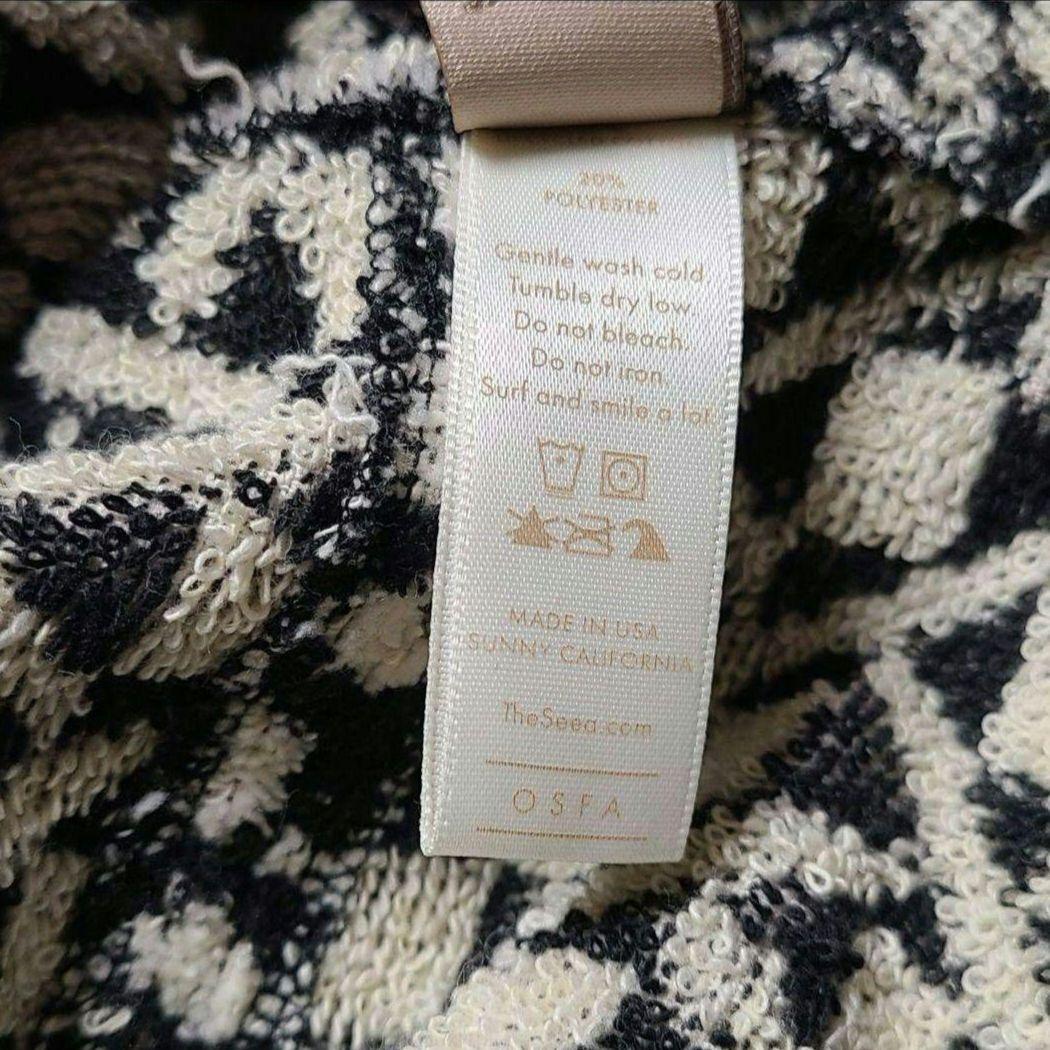 20%
POLYESTER
Gentle wash cold
Tumble dry low
Do not bleach.
Do not iron.
Surf and smile a lot.
MADE IN USA
SUNNY CALIFORNIA
TheSeea.com
OSFA